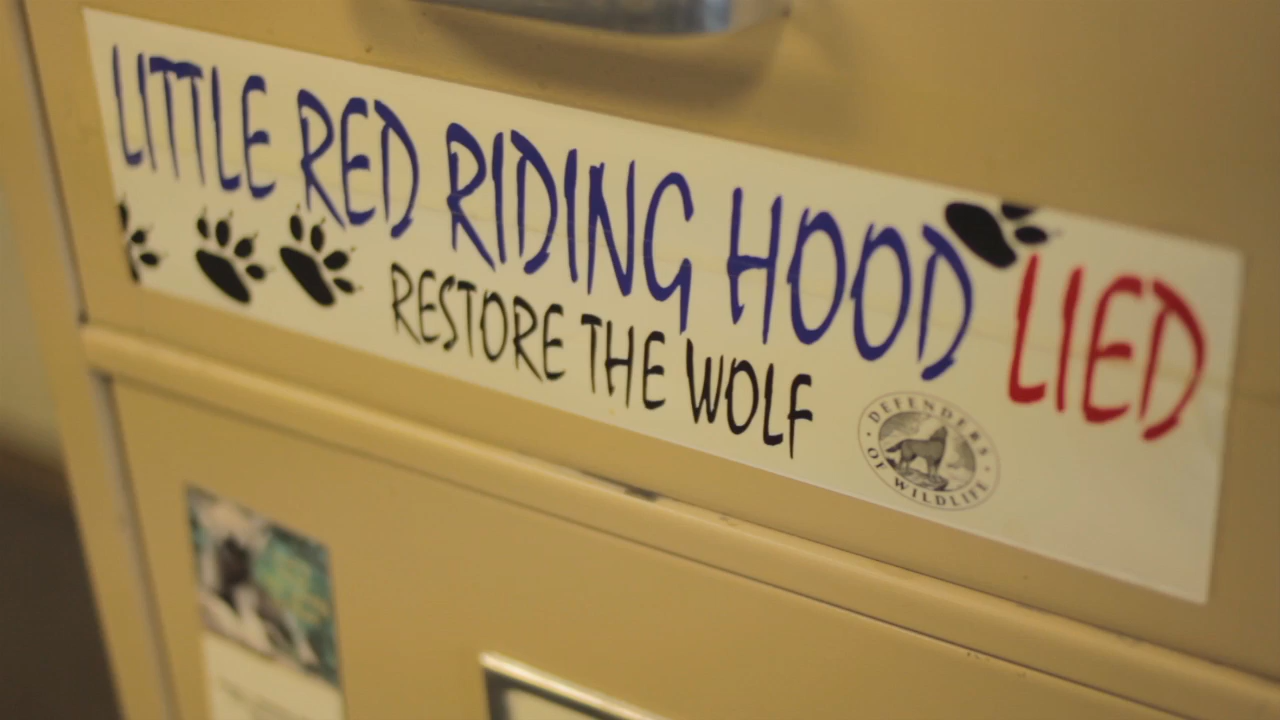 LITTLE RED RIDING HOOD LIED
RESTORE THE WOLF
DEFENDERS OF WILDLIFE